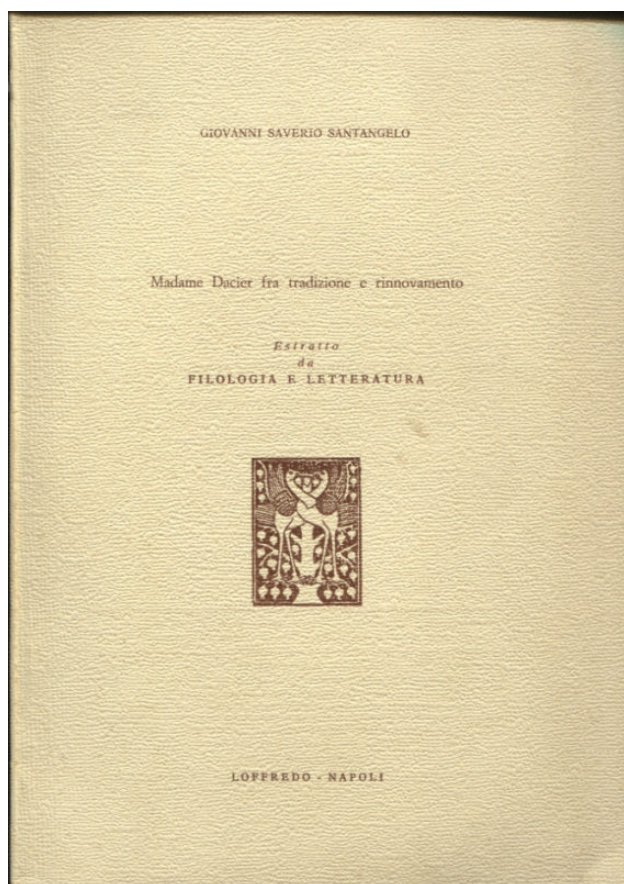 GIOVANNI SAVERIO SANTANGELO
Madame Dacier fra tradizione e rinnovamento
Estratto
da
FILOLOGIA E LETTERATURA
LOFFREDO - NAPOLI